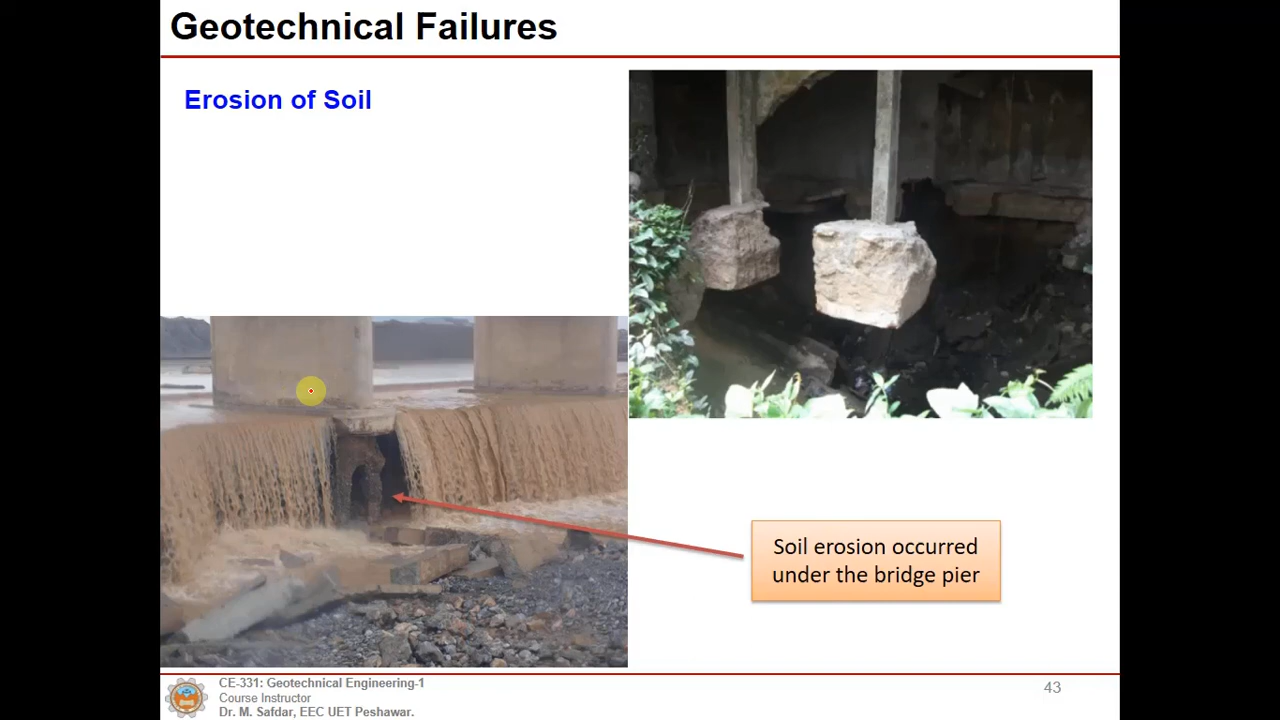 Geotechnical Failures
Erosion of Soil
Soil erosion occurred
under the bridge pier
CE-331: Geotechnical Engineering-1
Course Instructor
Dr. M. Safdar, EEC UET Peshawar.
43